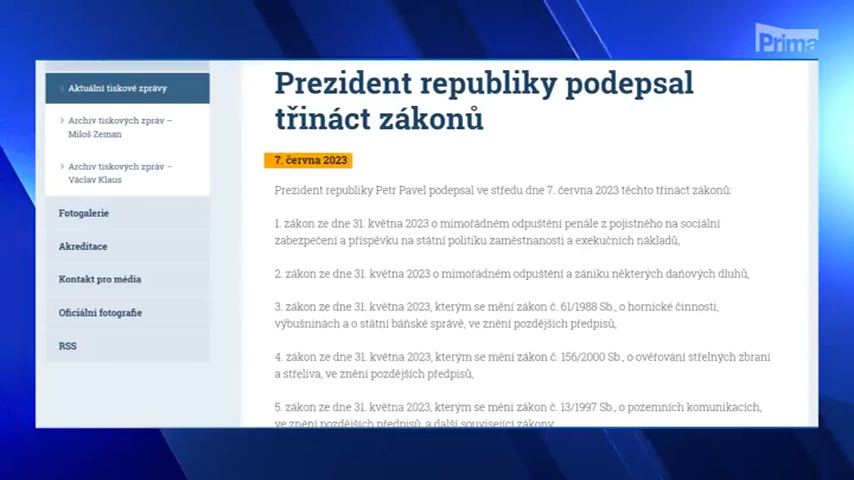 Prima
Aktuální tiskové zprávy
Archiv tiskových zpráv –
Miloš Zeman
Archiv tiskových zpráv –
Václav Klaus
Fotogalerie
Akreditace
Kontakt pro média
Oficiální fotografie
RSS
Prezident republiky podepsal
třináct zákonů
7. června 2023
Prezident republiky Petr Pavel podepsal ve středu dne 7. června 2023 těchto třináct zákonů:
1. zákon ze dne 31. května 2023 o mimořádném odpuštění penále z pojistného na sociální
zabezpečení a příspěvku na státní politiku zaměstnanosti a exekučních nákladů,
2. zákon ze dne 31. května 2023 o mimořádném odpuštění a zániku některých daňových dluhů,
3. zákon ze dne 31. května 2023, kterým se mění zákon č. 61/1988 Sb., o hornické činnosti,
výbušninách a o státní báňské správě, ve znění pozdějších předpisů,
4. zákon ze dne 31. května 2023, kterým se mění zákon č. 156/2000 Sb., o ověřování střelných zbraní
a střeliva, ve znění pozdějších předpisů,
5. zákon ze dne 31. května 2023, kterým se mění zákon č. 13/1997 Sb., o pozemních komunikacích,
ve znění pozdějších předpisů, a další související zákony